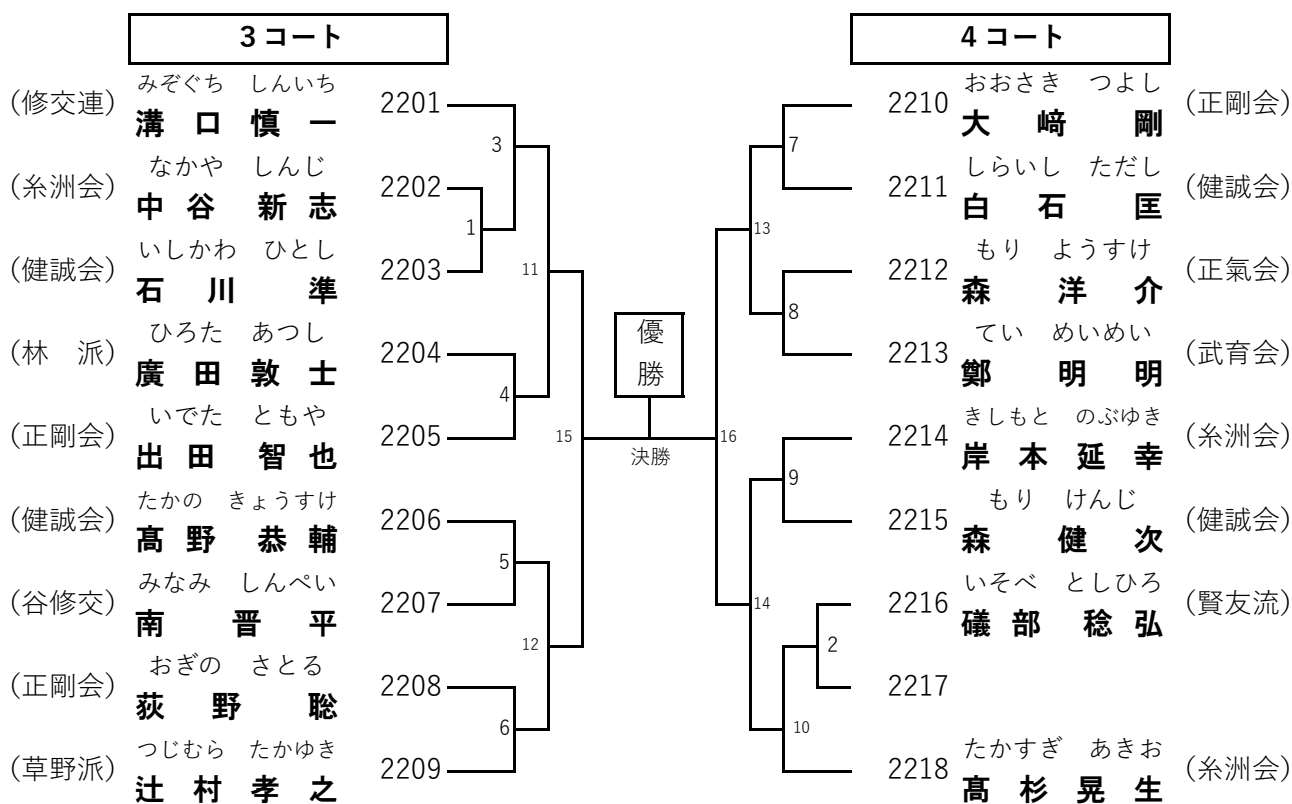 3コート
みぞぐち しんいち
(修交連) 溝口慎一 2201
なかや しんじ
(糸洲会) 中谷新志 2202
いしかわ ひとし
(健誠会) 石川準 2203
ひろた あつし
(林 派) 廣田敦士 2204
いでた ともや
(正剛会) 出田智也 2205
たかの きょうすけ
(健誠会) 髙野恭輔 2206
みなみ しんぺい
(谷修交) 南晋平 2207
おぎの さとる
(正剛会) 荻野聡 2208
つじむら たかゆき
(草野派) 辻村孝之 2209
3
1
11
4
15
5
12
6
優勝
決勝
4コート
おおさき つよし
2210 大﨑剛 (正剛会)
しらいし ただし
2211 白石匡 (健誠会)
もり ようすけ
2212 森洋介 (正氣会)
てい めいめい
2213 鄭明明 (武育会)
きしもと のぶゆき
2214 岸本延幸 (糸洲会)
もり けんじ
2215 森健次 (健誠会)
いそべ としひろ
2216 礒部稔弘 (賢友流)
2217
たかすぎ あきお
2218 髙杉晃生 (糸洲会)
7
13
8
16
9
14
2
10